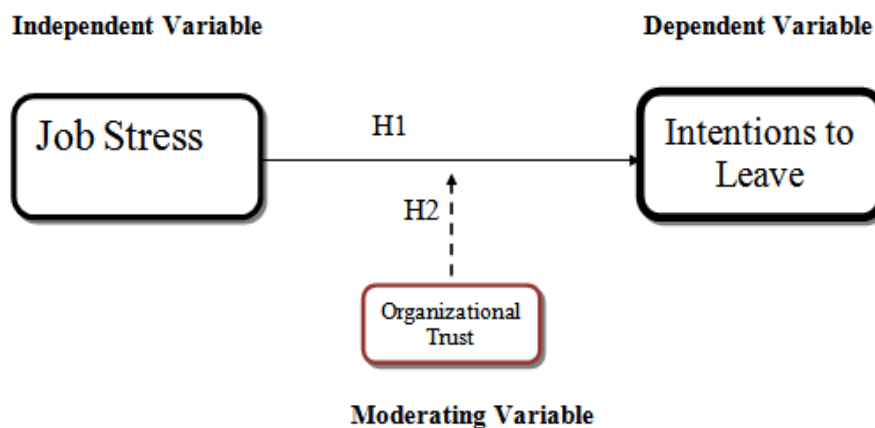 Independent Variable
Dependent Variable
Job Stress
H1
Intentions to
Leave
H2
Organizational
Trust
Moderating Variable